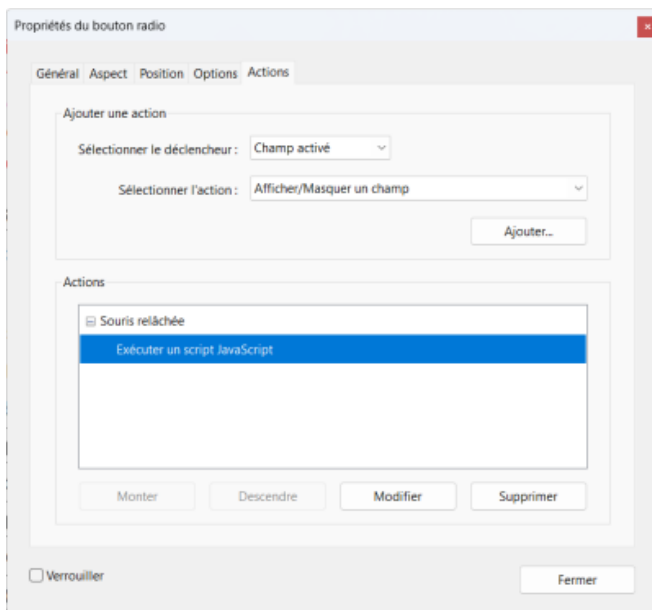 Propriétés du bouton radio
Général Aspect Position Options Actions
Ajouter une action
Sélectionner le déclencheur : Champ activé
Sélectionner l'action : Afficher/Masquer un champ
Ajouter...
Actions
Souris relâchée
Exécuter un script JavaScript
Monter Descendre Modifier Supprimer
Verrouiller
Fermer